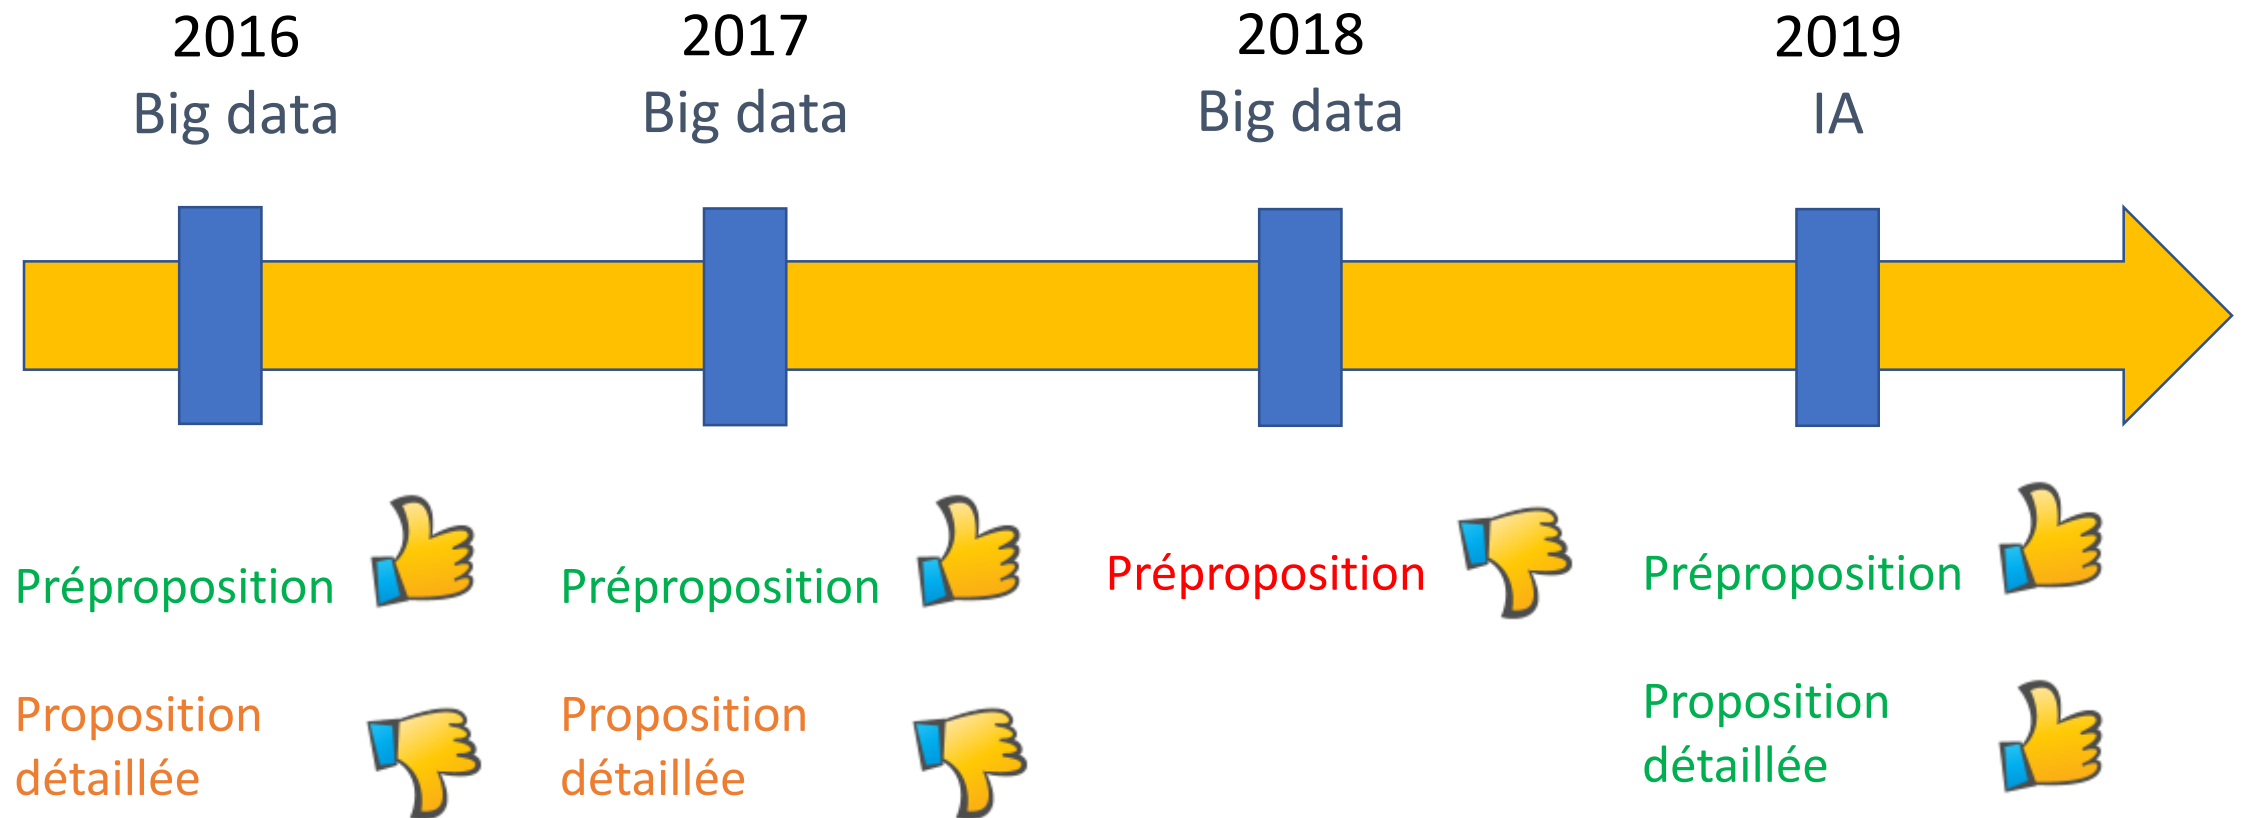 2016
Big data
2017
Big data
2018
Big data
2019
IA
Préproposition
Proposition
détaillée
Préproposition
Proposition
détaillée
Préproposition
Préproposition
Proposition
détaillée